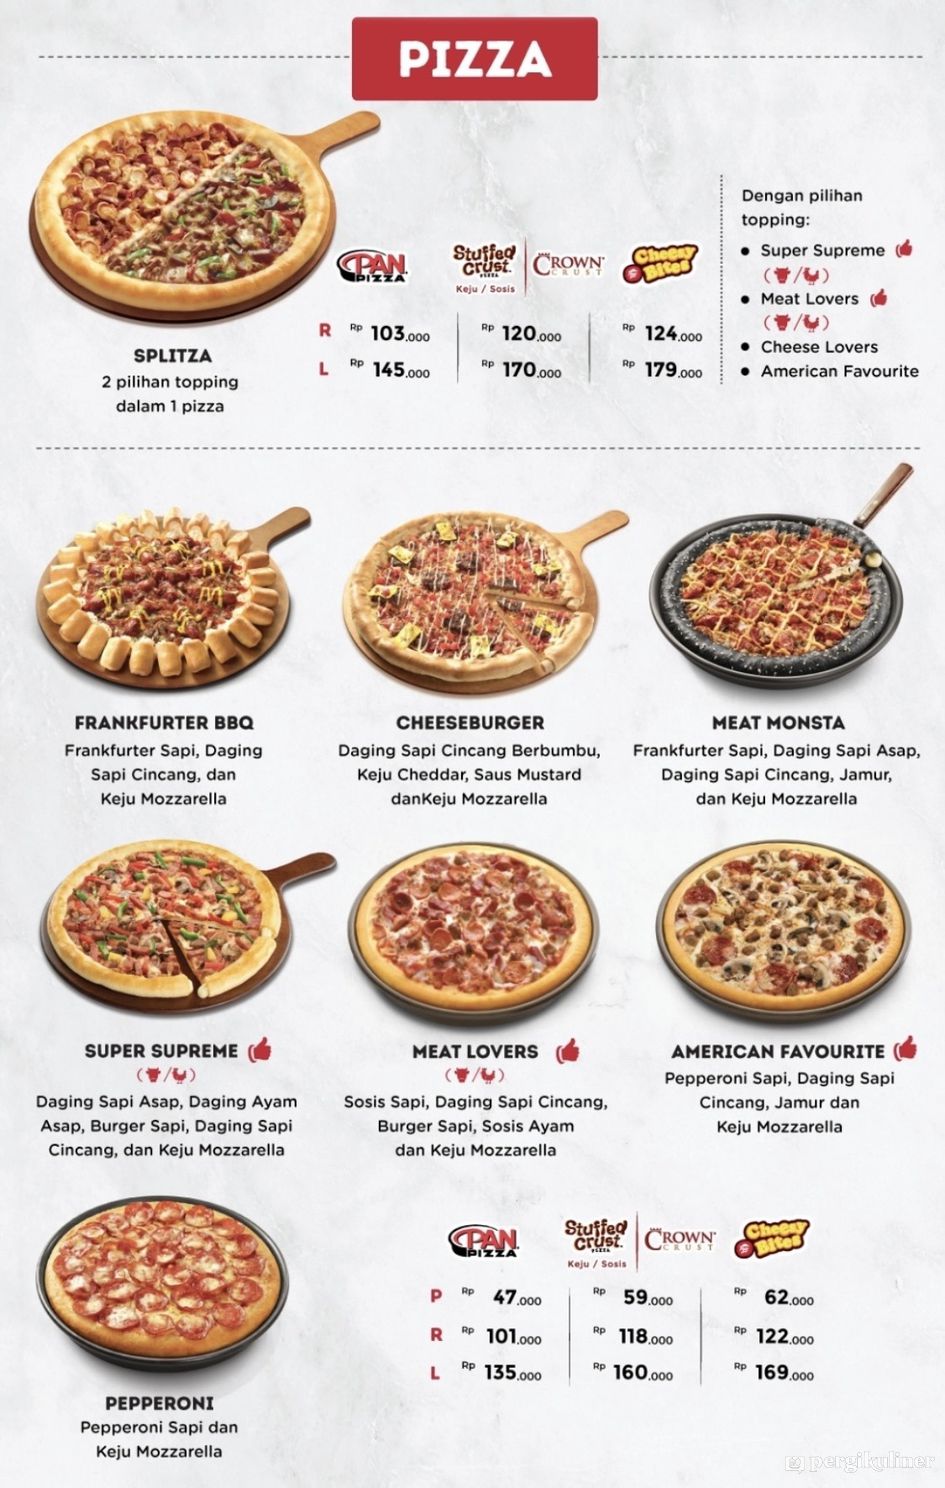 PIZZA
SPLITZA
2 pilihan topping
dalam 1 pizza
PAN PIZZA
Stuffed Crust PIZZA
Keju / Sosis
CROWN CRUST
Cheesy Bites
R Rp 103.000 Rp 120.000 Rp 124.000
L Rp 145.000 Rp 170.000 Rp 179.000
Dengan pilihan
topping:
• Super Supreme
( / )
• Meat Lovers
( / )
• Cheese Lovers
• American Favourite
FRANKFURTER BBQ
Frankfurter Sapi, Daging
Sapi Cincang, dan
Keju Mozzarella
CHEESEBURGER
Daging Sapi Cincang Berbumbu,
Keju Cheddar, Saus Mustard
danKeju Mozzarella
MEAT MONSTA
Frankfurter Sapi, Daging Sapi Asap,
Daging Sapi Cincang, Jamur,
dan Keju Mozzarella
SUPER SUPREME
( / )
Daging Sapi Asap, Daging Ayam
Asap, Burger Sapi, Daging Sapi
Cincang, dan Keju Mozzarella
MEAT LOVERS
( / )
Sosis Sapi, Daging Sapi Cincang,
Burger Sapi, Sosis Ayam
dan Keju Mozzarella
AMERICAN FAVOURITE
Pepperoni Sapi, Daging Sapi
Cincang, Jamur dan
Keju Mozzarella
PEPPERONI
Pepperoni Sapi dan
Keju Mozzarella
PAN PIZZA
Stuffed Crust. PIZZA
Keju / Sosis
CROWN CRUST
Cheesy Bites
P Rp 47.000 Rp 59.000 Rp 62.000
R Rp 101.000 Rp 118.000 Rp 122.000
L Rp 135.000 Rp 160.000 Rp 169.000
pergikuliner